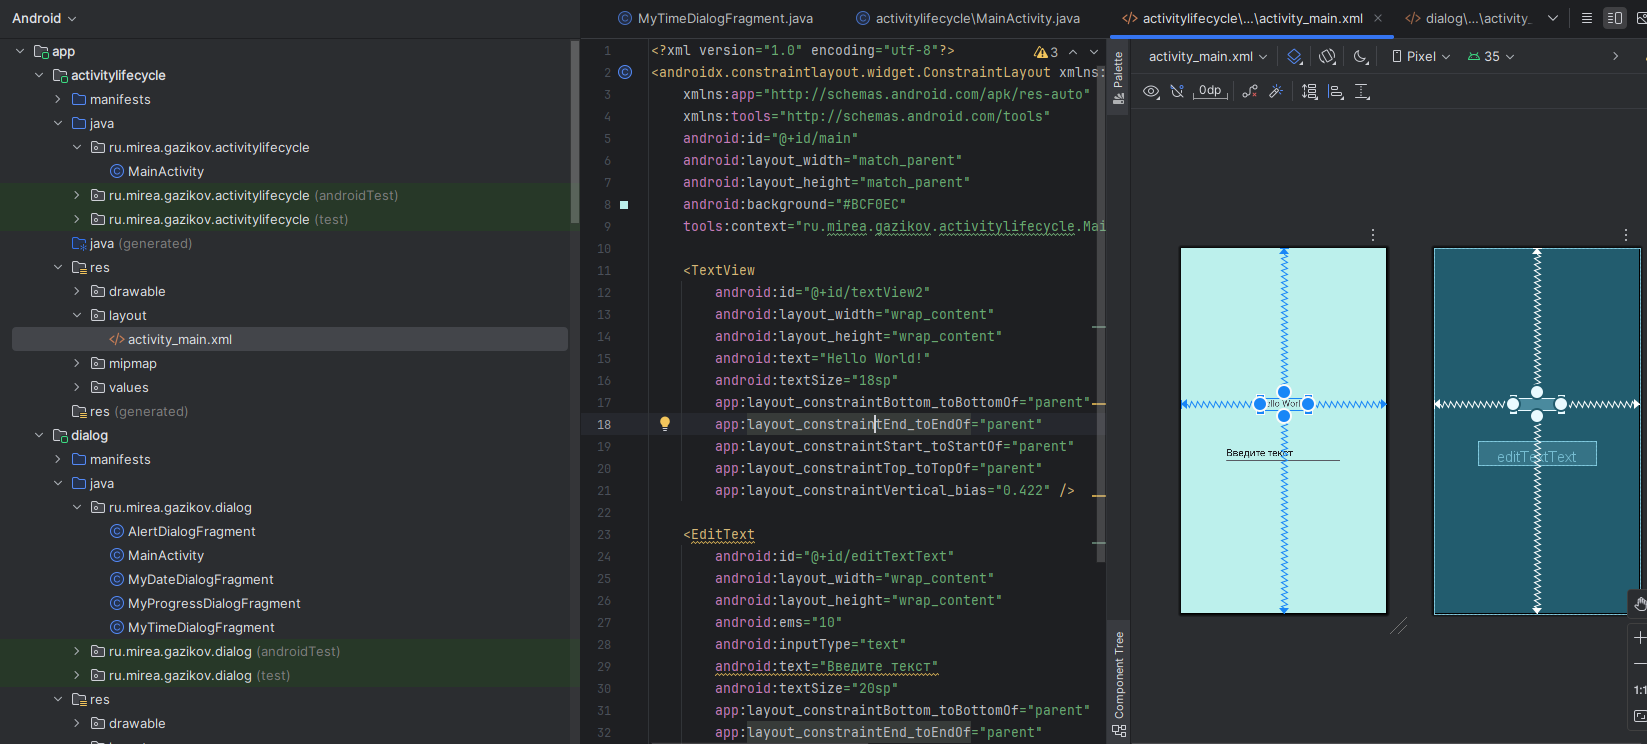 Android
app
activitylifecycle
manifests
java
ru.mirea.gazikov.activitylifecycle
MainActivity
ru.mirea.gazikov.activitylifecycle (androidTest)
ru.mirea.gazikov.activitylifecycle (test)
java (generated)
res
drawable
layout
</> activity_main.xml
mipmap
values
res (generated)
dialog
manifests
java
ru.mirea.gazikov.dialog
AlertDialogFragment
MainActivity
MyDateDialogFragment
MyProgressDialogFragment
MyTimeDialogFragment
ru.mirea.gazikov.dialog (androidTest)
ru.mirea.gazikov.dialog (test)
res
drawable
MyTimeDialogFragment.java
activitylifecycle\MainActivity.java
</> activitylifecycle\...\activity_main.xml
</> dialog\...\activity_
3
1 <?xml version="1.0" encoding="utf-8"?>
2 <androidx.constraintlayout.widget.ConstraintLayout xmlns:
3 xmlns:app="http://schemas.android.com/apk/res-auto"
4 xmlns:tools="http://schemas.android.com/tools"
5 android:id="@+id/main"
6 android:layout_width="match_parent"
7 android:layout_height="match_parent"
8 android:background="#BCF0EC"
9 tools:context="ru.mirea.gazikov.activitylifecycle.Mai
10
11 <TextView
12 android:id="@+id/textView2"
13 android:layout_width="wrap_content"
14 android:layout_height="wrap_content"
15 android:text="Hello World!"
16 android:textSize="18sp"
17 app:layout_constraintBottom_toBottomOf="parent"
18 app:layout_constraintEnd_toEndOf="parent"
19 app:layout_constraintStart_toStartOf="parent"
20 app:layout_constraintTop_toTopOf="parent"
21 app:layout_constraintVertical_bias="0.422" />
22
23 <EditText
24 android:id="@+id/editTextText"
25 android:layout_width="wrap_content"
26 android:layout_height="wrap_content"
27 android:ems="10"
28 android:inputType="text"
29 android:text="Введите текст"
30 android:textSize="20sp"
31 app:layout_constraintBottom_toBottomOf="parent"
32 app:layout_constraintEnd_toEndOf="parent"
Palette
Component Tree
activity_main.xml
Pixel
35
0dp
ello Worl
Введите текст
editTextText
1:1